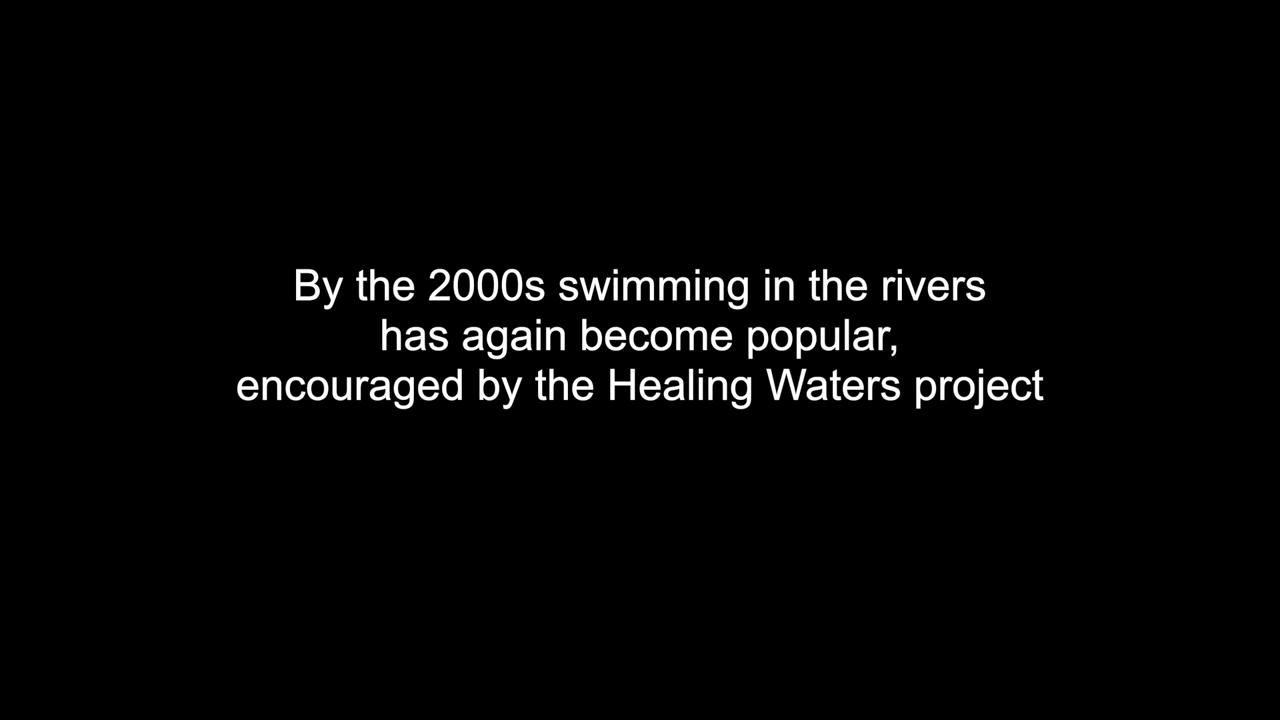 By the 2000s swimming in the rivers
has again become popular,
encouraged by the Healing Waters project